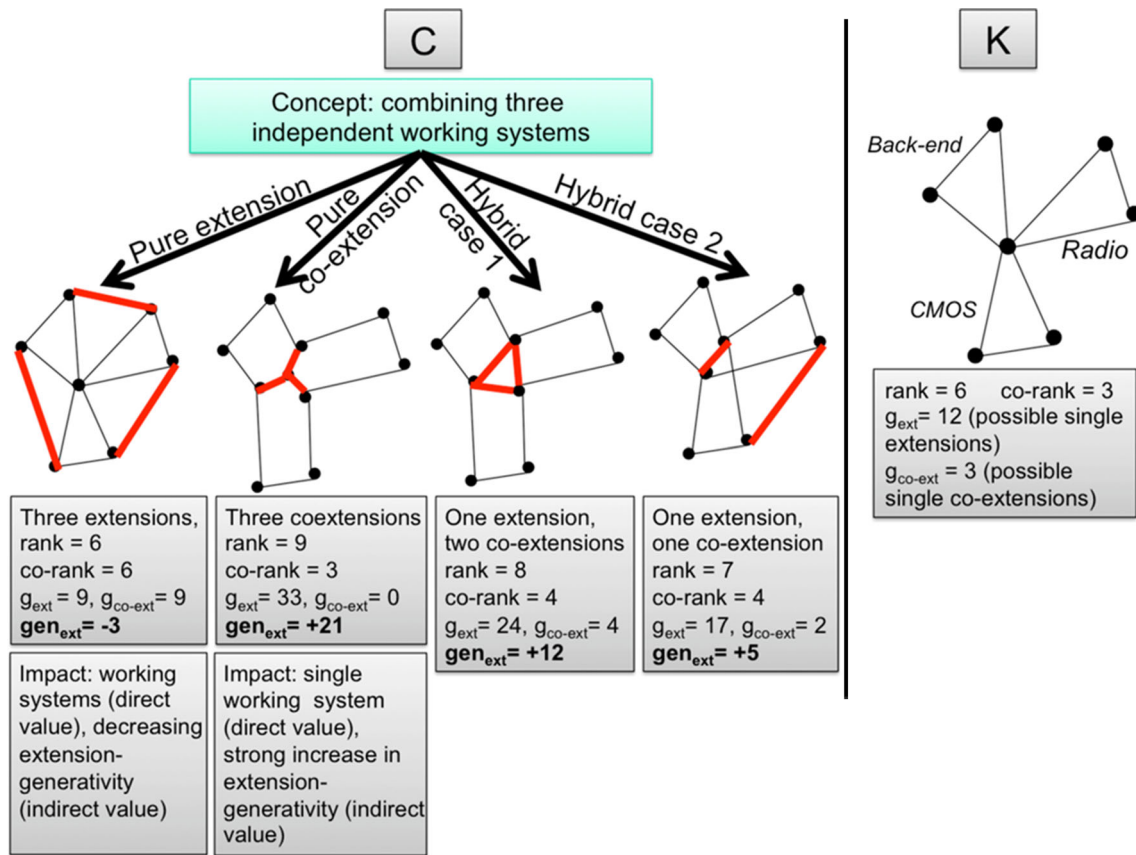 C
Concept: combining three
independent working systems
Pure extension
Pure
co-extension
Hybrid
case 1
Hybrid case 2
Three extensions,
rank = 6
co-rank = 6
gext = 9, gco-ext= 9
genext= -3
Impact: working
systems (direct
value), decreasing
extension-
generativity
(indirect value)
Three coextensions
rank = 9
co-rank = 3
gext = 33, gco-ext= 0
genext= +21
Impact: single
working system
(direct value),
strong increase in
extension-
generativity (indirect
value)
One extension,
two co-extensions
rank = 8
co-rank = 4
gext = 24, gco-ext= 4
genext= +12
One extension,
one co-extension
rank = 7
co-rank = 4
gext = 17, gco-ext= 2
genext= +5
K
Back-end
Radio
CMOS
rank = 6 co-rank = 3
gext= 12 (possible single
extensions)
gco-ext = 3 (possible
single co-extensions)